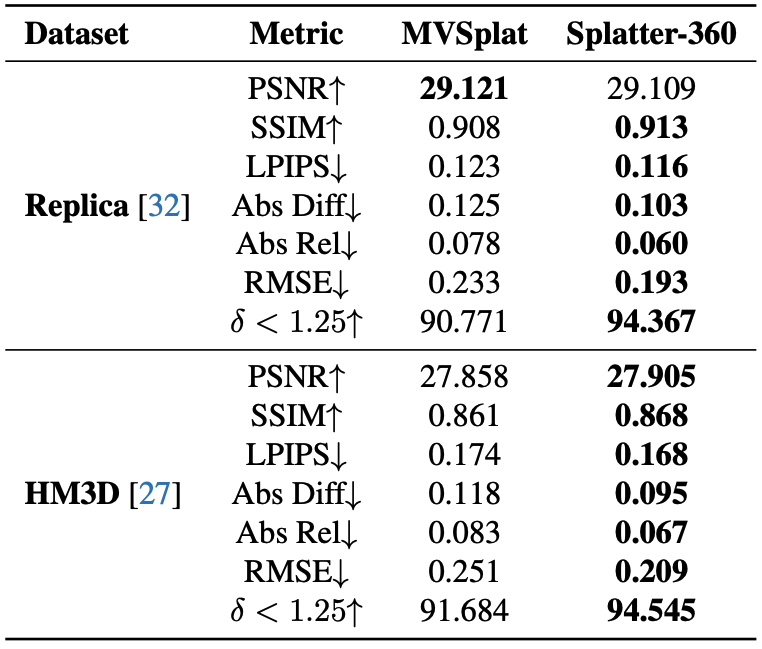 Dataset Metric MVSplat Splatter-360
PSNR↑ 29.121 29.109
SSIM↑ 0.908 0.913
LPIPS↓ 0.123 0.116
Replica [32] Abs Diff↓ 0.125 0.103
Abs Rel↓ 0.078 0.060
RMSE↓ 0.233 0.193
δ < 1.25↑ 90.771 94.367
PSNR↑ 27.858 27.905
SSIM↑ 0.861 0.868
LPIPS↓ 0.174 0.168
HM3D [27] Abs Diff↓ 0.118 0.095
Abs Rel↓ 0.083 0.067
RMSE↓ 0.251 0.209
δ < 1.25↑ 91.684 94.545